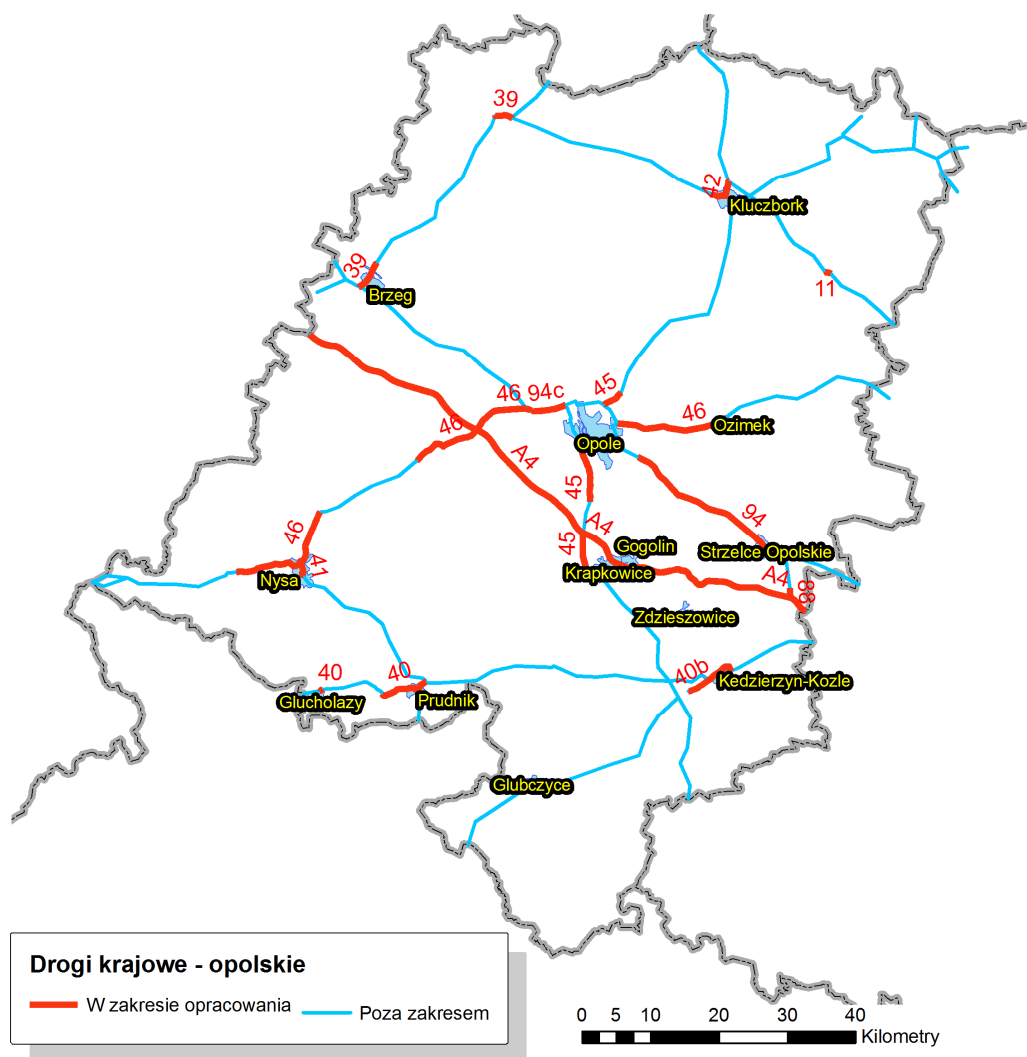 39
42
Kluczbork
39
11
Brzeg
46
94c
45
46
46
Ozimek
Opole
A4
45
94
46
A4
45
Gogolin
Strzelce Opolskie
41
Nysa
Krapkowice
A4
88
Zdzieszowice
40
40
40b
Kedzierzyn-Kozle
Glucholazy
Prudnik
Glubczyce
Drogi krajowe - opolskie
W zakresie opracowania
Poza zakresem
0 5 10 20 30 40
Kilometry